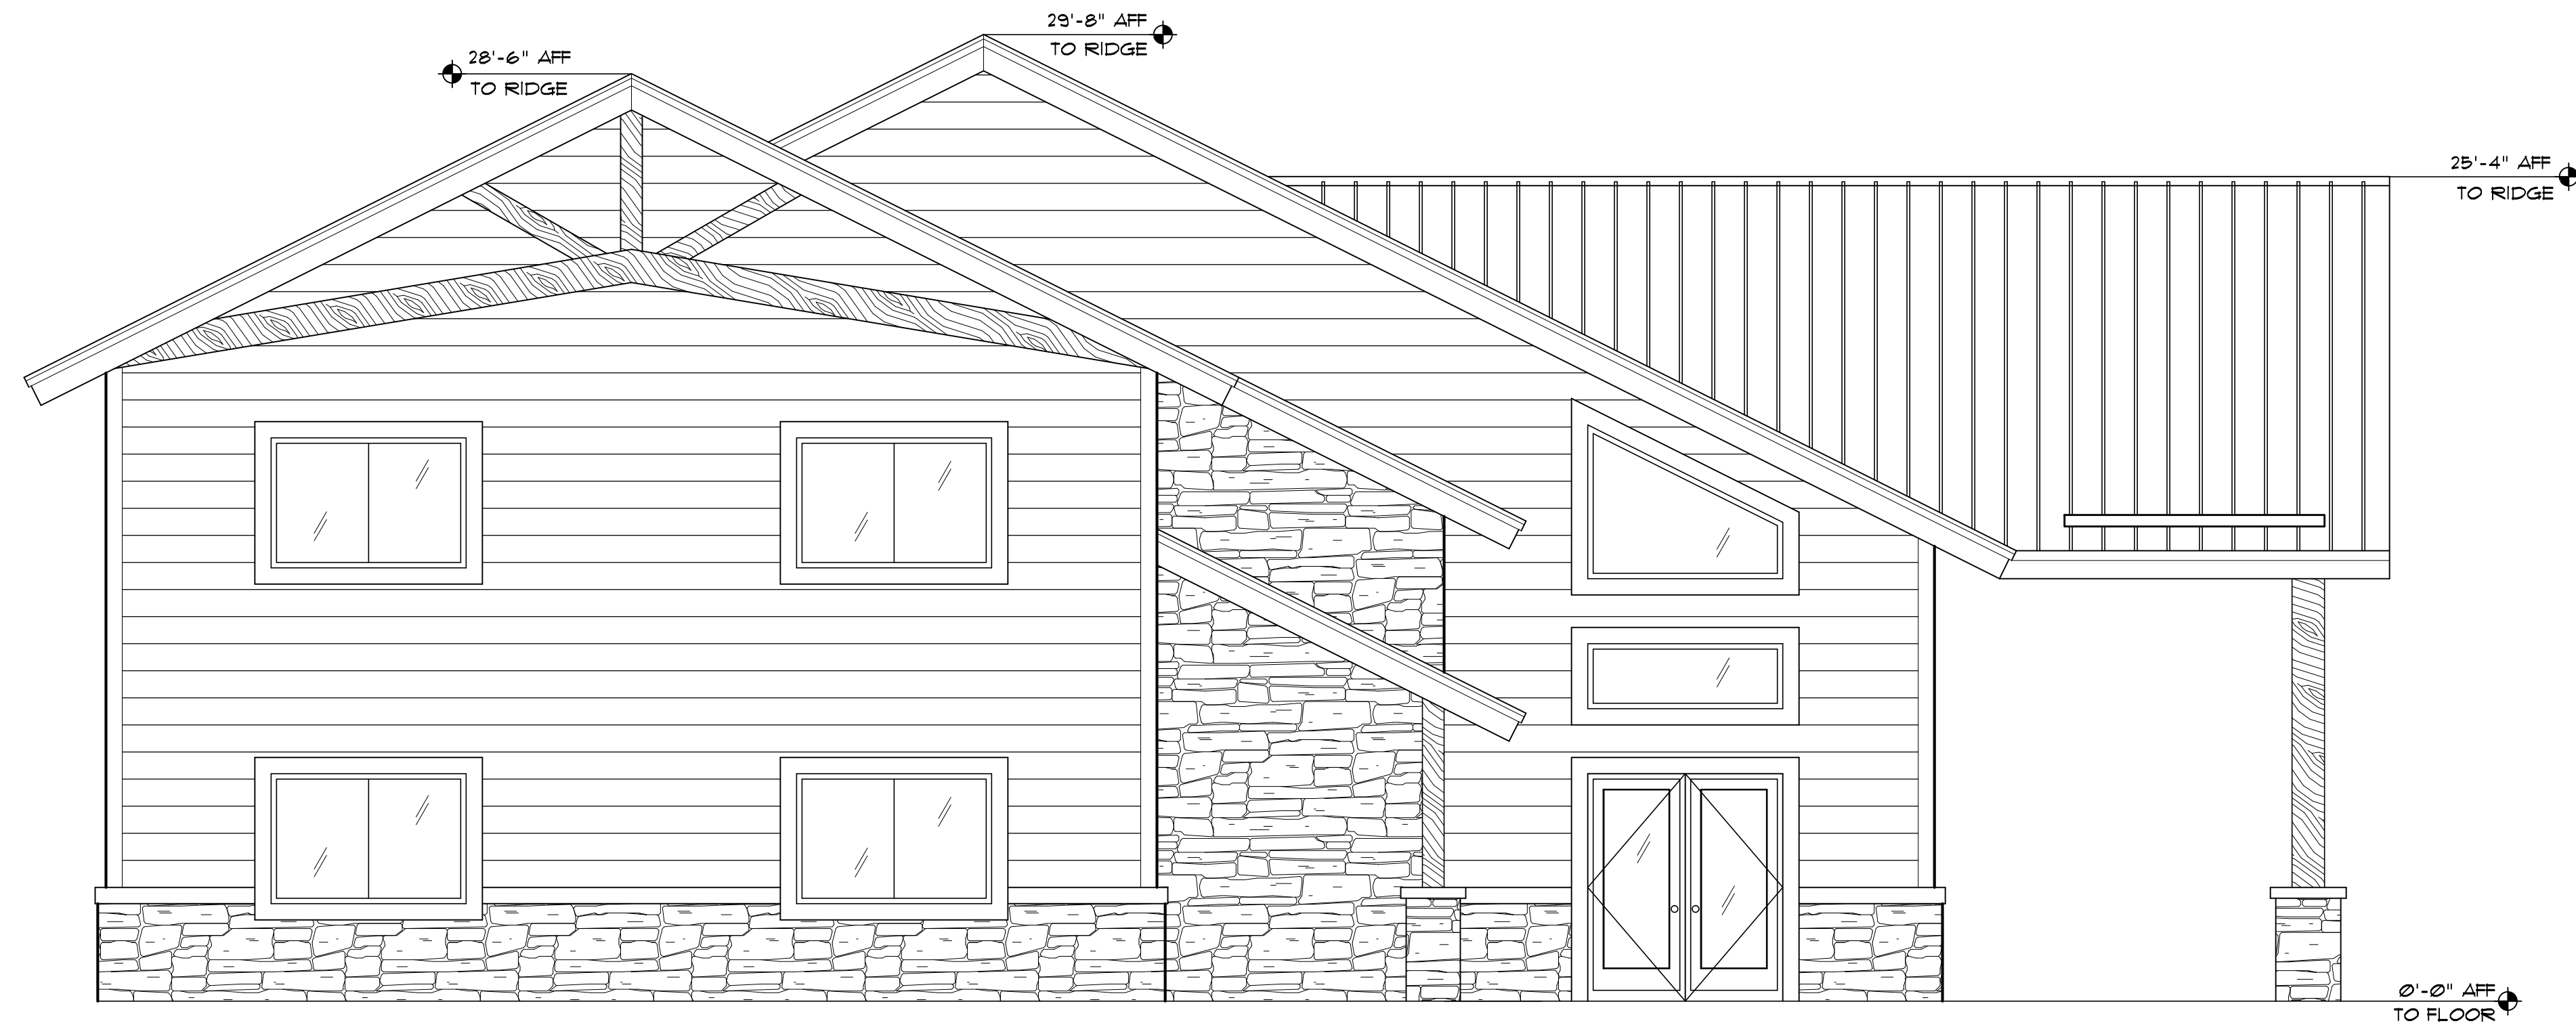 29'-8" AFF
TO RIDGE
28'-6" AFF
TO RIDGE
25'-4" AFF
TO RIDGE
0'-0" AFF
TO FLOOR